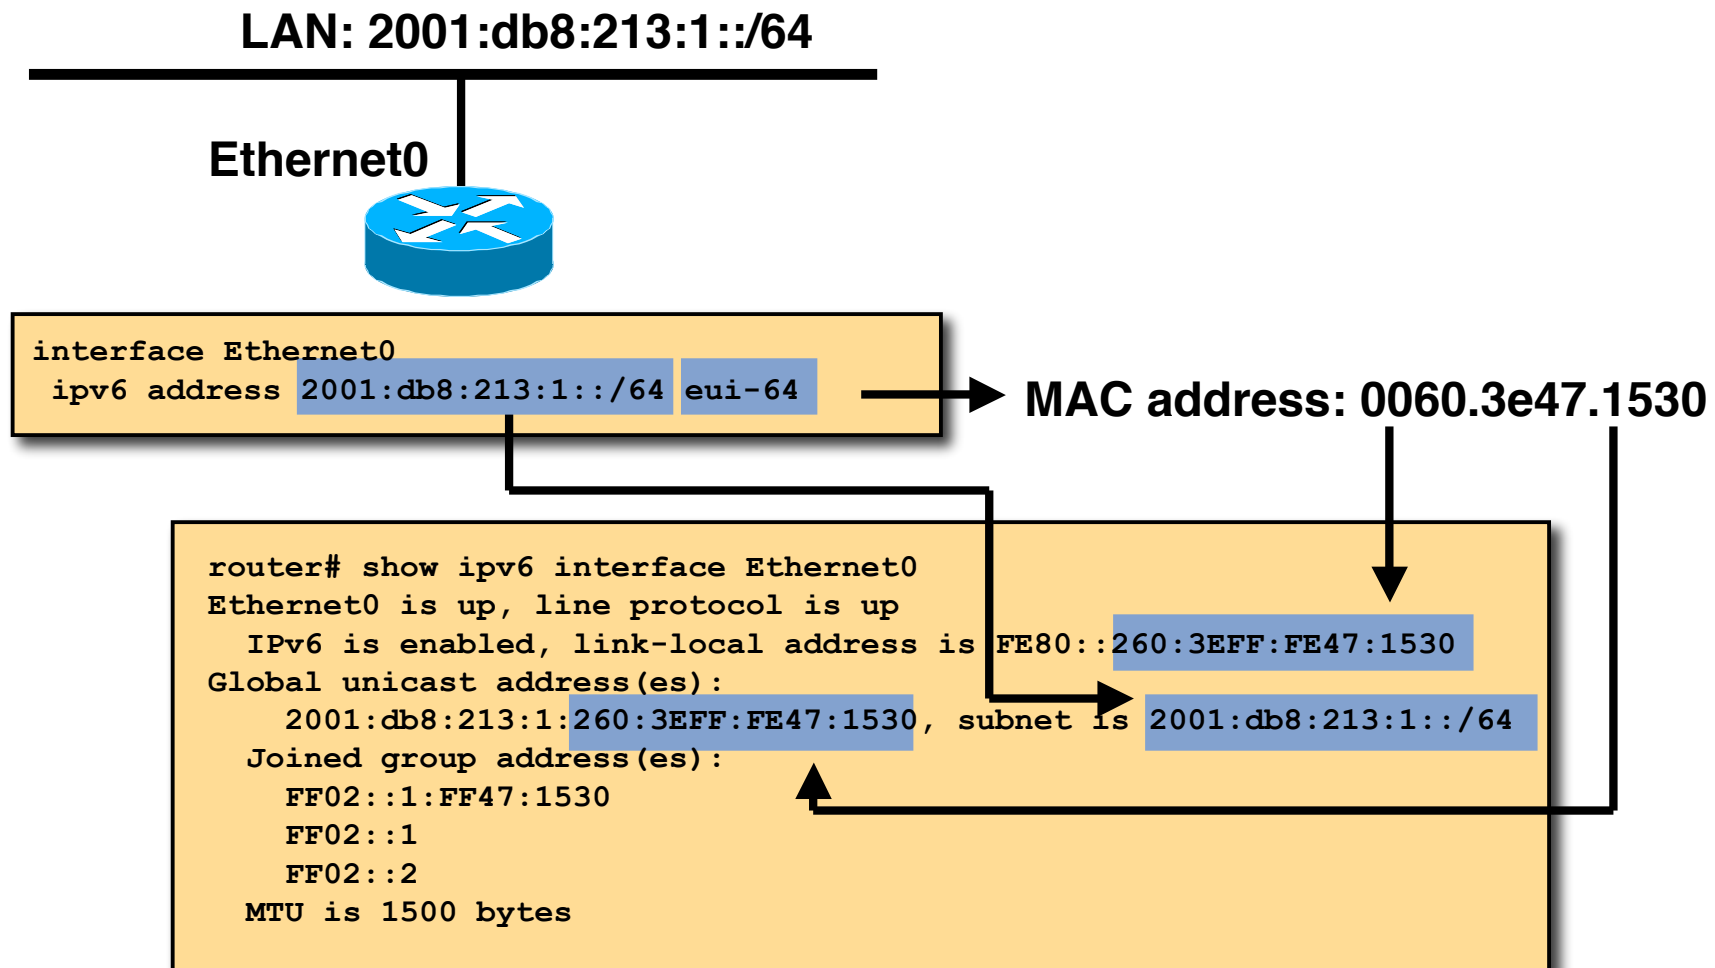 LAN: 2001:db8:213:1::/64
Ethernet0
interface Ethernet0
ipv6 address 2001:db8:213:1::/64 eui-64
MAC address: 0060.3e47.1530
router# show ipv6 interface Ethernet0
Ethernet0 is up, line protocol is up
IPv6 is enabled, link-local address is FE80::260:3EFF:FE47:1530
Global unicast address(es):
2001:db8:213:1:260:3EFF:FE47:1530, subnet is 2001:db8:213:1::/64
Joined group address(es):
FF02::1:FF47:1530
FF02::1
FF02::2
MTU is 1500 bytes